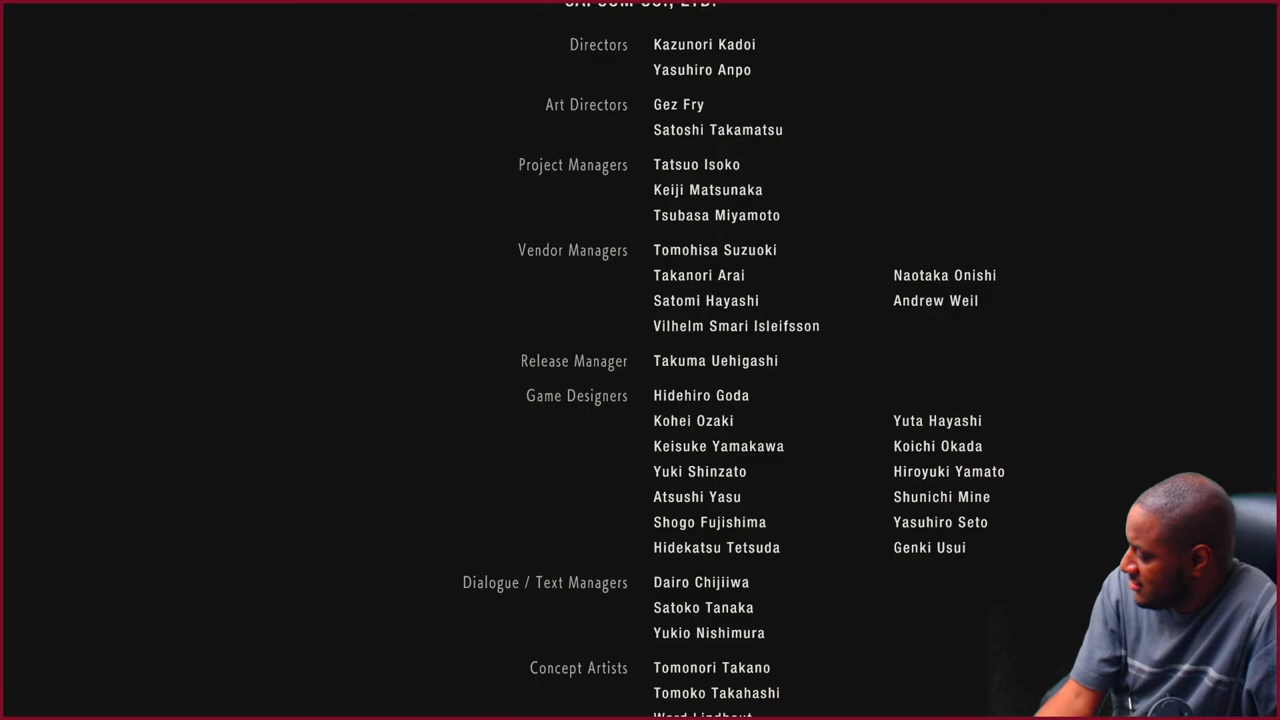 CAPCOM CO., LTD.
Directors Kazunori Kadoi
Yasuhiro Anpo
Art Directors Gez Fry
Satoshi Takamatsu
Project Managers Tatsuo Isoko
Keiji Matsunaka
Tsubasa Miyamoto
Vendor Managers Tomohisa Suzuoki
Takanori Arai Naotaka Onishi
Satomi Hayashi Andrew Weil
Vilhelm Smari Isleifsson
Release Manager Takuma Uehigashi
Game Designers Hidehiro Goda
Kohei Ozaki Yuta Hayashi
Keisuke Yamakawa Koichi Okada
Yuki Shinzato Hiroyuki Yamato
Atsushi Yasu Shunichi Mine
Shogo Fujishima Yasuhiro Seto
Hidekatsu Tetsuda Genki Usui
Dialogue / Text Managers Dairo Chijiiwa
Satoko Tanaka
Yukio Nishimura
Concept Artists Tomonori Takano
Tomoko Takahashi